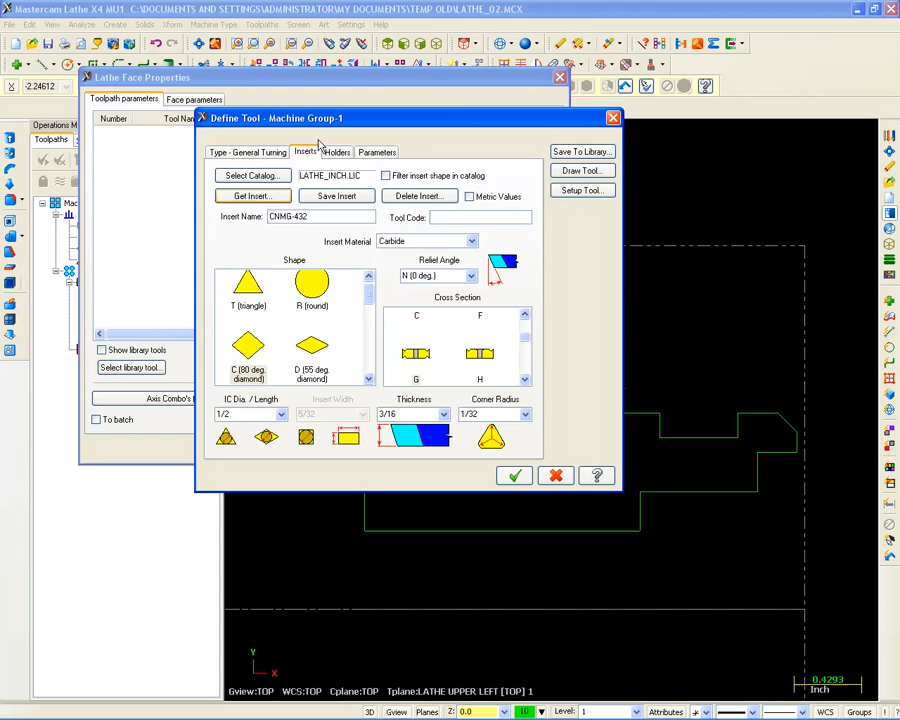 Mastercam Lathe X4 MU1 C:\DOCUMENTS AND SETTINGS\ADMINISTRATOR\MY DOCUMENTS\TEMP OLD\LATHE_02.MCX
File Edit View Analyze Create Solids Xform Machine Type Toolpaths Screen Art Settings Help
X -2.24612
Lathe Face Properties
Toolpath parameters Face parameters
Number
Operations M
Toolpaths
Define Tool - Machine Group-1
Type - General Turning Inserts Holders Parameters
Save To Library...
Draw Tool...
Setup Tool...
Select Catalog... LATHE_INCH.LIC Filter insert shape in catalog
Get Insert... Save Insert Delete Insert... Metric Values
Insert Name: CNMG-432 Tool Code:
Insert Material Carbide
Shape
T (triangle) R (round)
C (80 deg. diamond) D (55 deg. diamond)
Relief Angle
N (0 deg.)
Cross Section
C F
G H
IC Dia. / Length Insert Width Thickness Corner Radius
1/2 5/32 3/16 1/32
Show library tools
Select library tool...
To batch
Y
X
Gview:TOP WCS:TOP Cplane:TOP Tplane:LATHE UPPER LEFT [TOP] 1
0.4293
Inch
3D Gview Planes Z: 0.0 10 Level: 1 Attributes WCS Groups